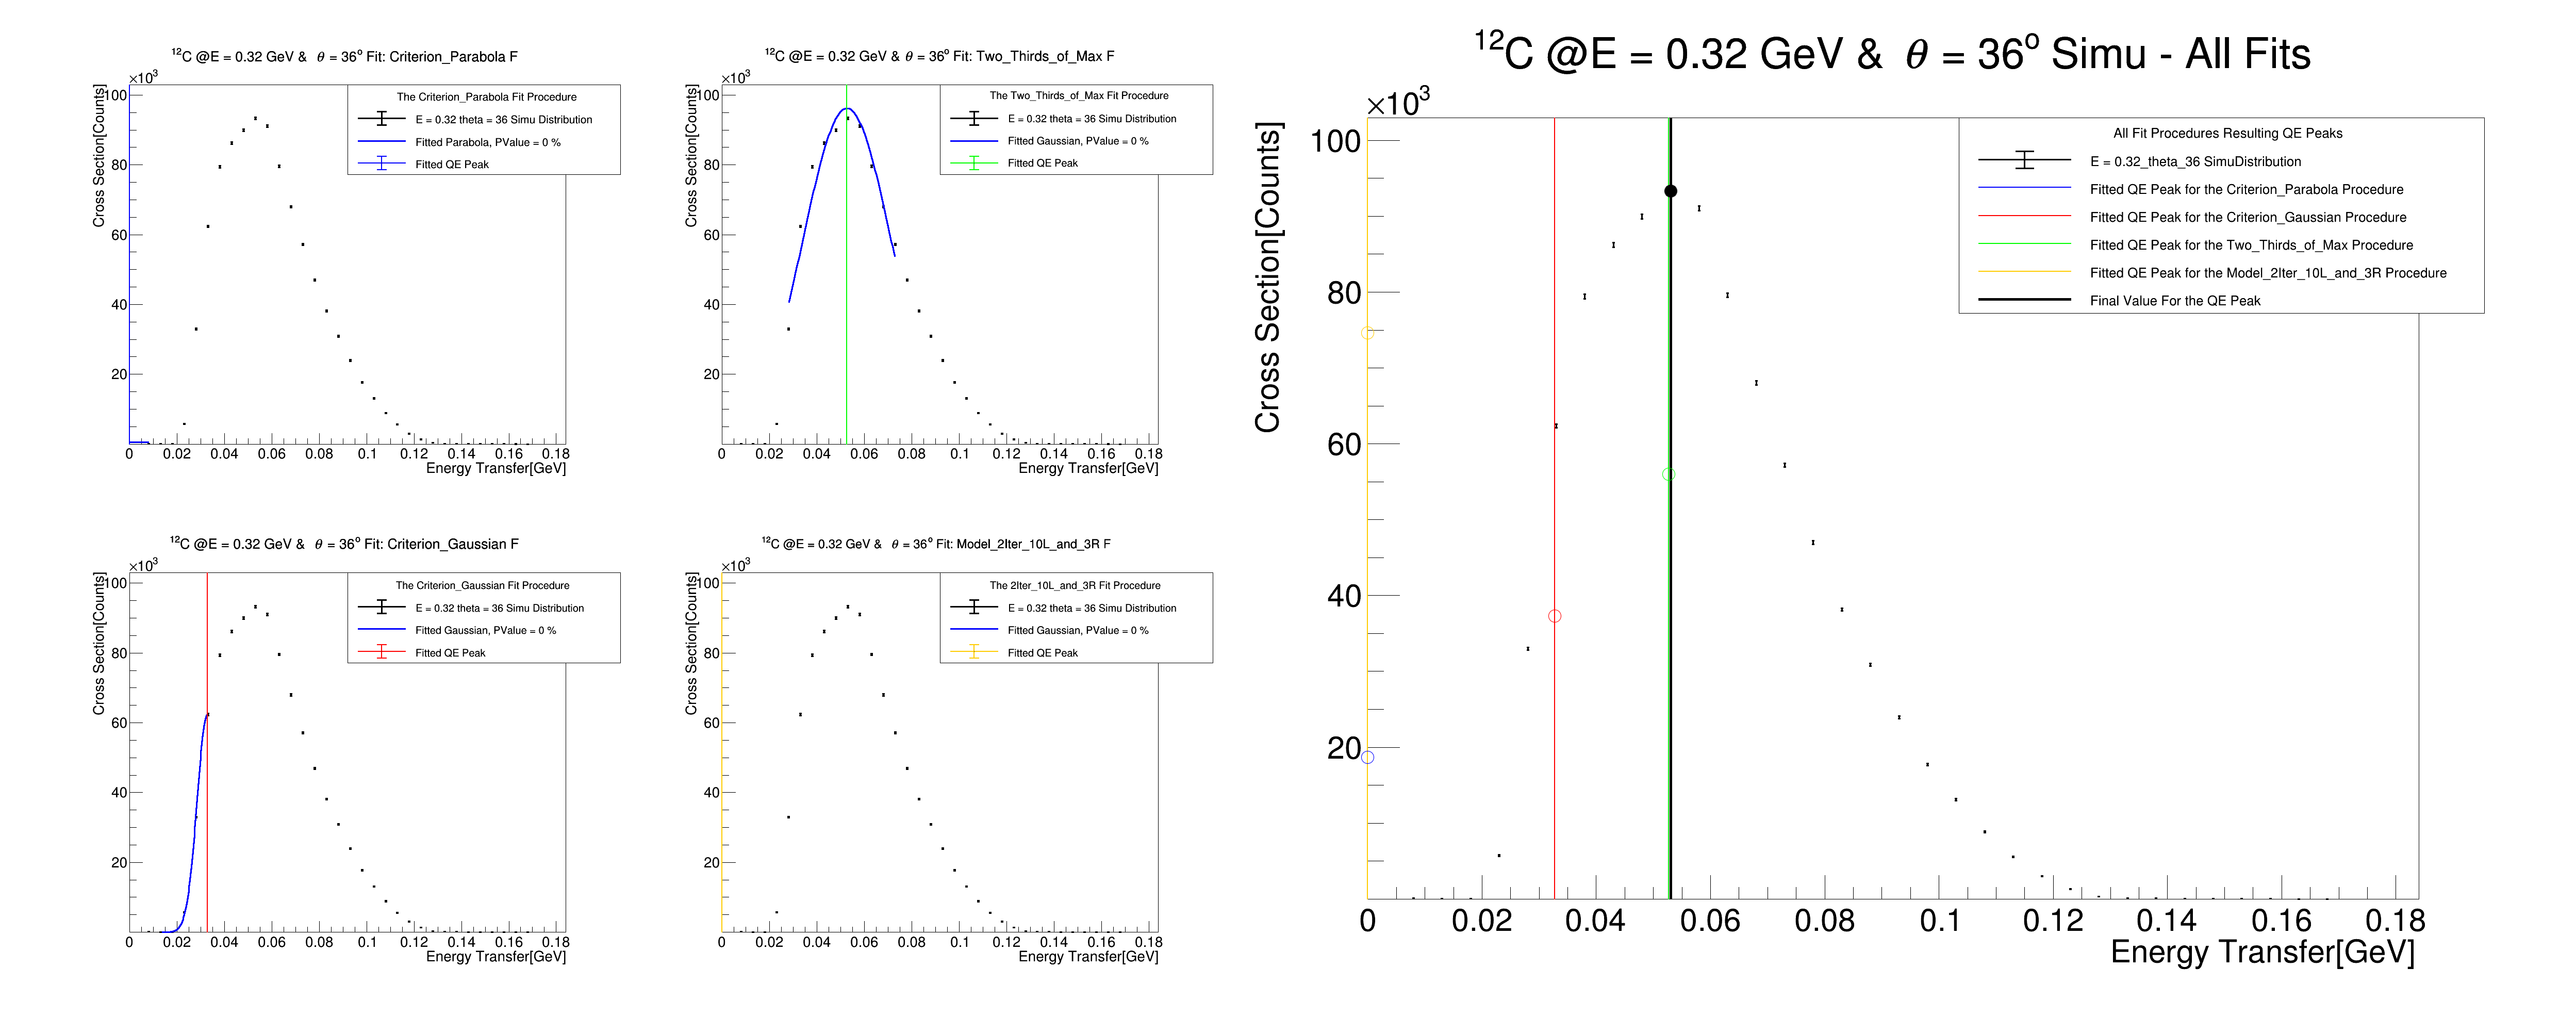 ¹²C @E = 0.32 GeV & θ = 36° Fit: Criterion_Parabola F
×10³
Cross Section[Counts]
100
80
60
40
20
The Criterion_Parabola Fit Procedure
E = 0.32 theta = 36 Simu Distribution
Fitted Parabola, PValue = 0 %
Fitted QE Peak
0 0.02 0.04 0.06 0.08 0.1 0.12 0.14 0.16 0.18
Energy Transfer[GeV]
¹²C @E = 0.32 GeV & θ = 36° Fit: Two_Thirds_of_Max F
×10³
Cross Section[Counts]
100
80
60
40
20
The Two_Thirds_of_Max Fit Procedure
E = 0.32 theta = 36 Simu Distribution
Fitted Gaussian, PValue = 0 %
Fitted QE Peak
0 0.02 0.04 0.06 0.08 0.1 0.12 0.14 0.16 0.18
Energy Transfer[GeV]
¹²C @E = 0.32 GeV & θ = 36° Fit: Criterion_Gaussian F
×10³
Cross Section[Counts]
100
80
60
40
20
The Criterion_Gaussian Fit Procedure
E = 0.32 theta = 36 Simu Distribution
Fitted Gaussian, PValue = 0 %
Fitted QE Peak
0 0.02 0.04 0.06 0.08 0.1 0.12 0.14 0.16 0.18
Energy Transfer[GeV]
¹²C @E = 0.32 GeV & θ = 36° Fit: Model_2Iter_10L_and_3R F
×10³
Cross Section[Counts]
100
80
60
40
20
The 2Iter_10L_and_3R Fit Procedure
E = 0.32 theta = 36 Simu Distribution
Fitted Gaussian, PValue = 0 %
Fitted QE Peak
0 0.02 0.04 0.06 0.08 0.1 0.12 0.14 0.16 0.18
Energy Transfer[GeV]
¹²C @E = 0.32 GeV & θ = 36° Simu - All Fits
×10³
Cross Section[Counts]
100
80
60
40
20
All Fit Procedures Resulting QE Peaks
E = 0.32_theta_36 SimuDistribution
Fitted QE Peak for the Criterion_Parabola Procedure
Fitted QE Peak for the Criterion_Gaussian Procedure
Fitted QE Peak for the Two_Thirds_of_Max Procedure
Fitted QE Peak for the Model_2Iter_10L_and_3R Procedure
Final Value For the QE Peak
0 0.02 0.04 0.06 0.08 0.1 0.12 0.14 0.16 0.18
Energy Transfer[GeV]